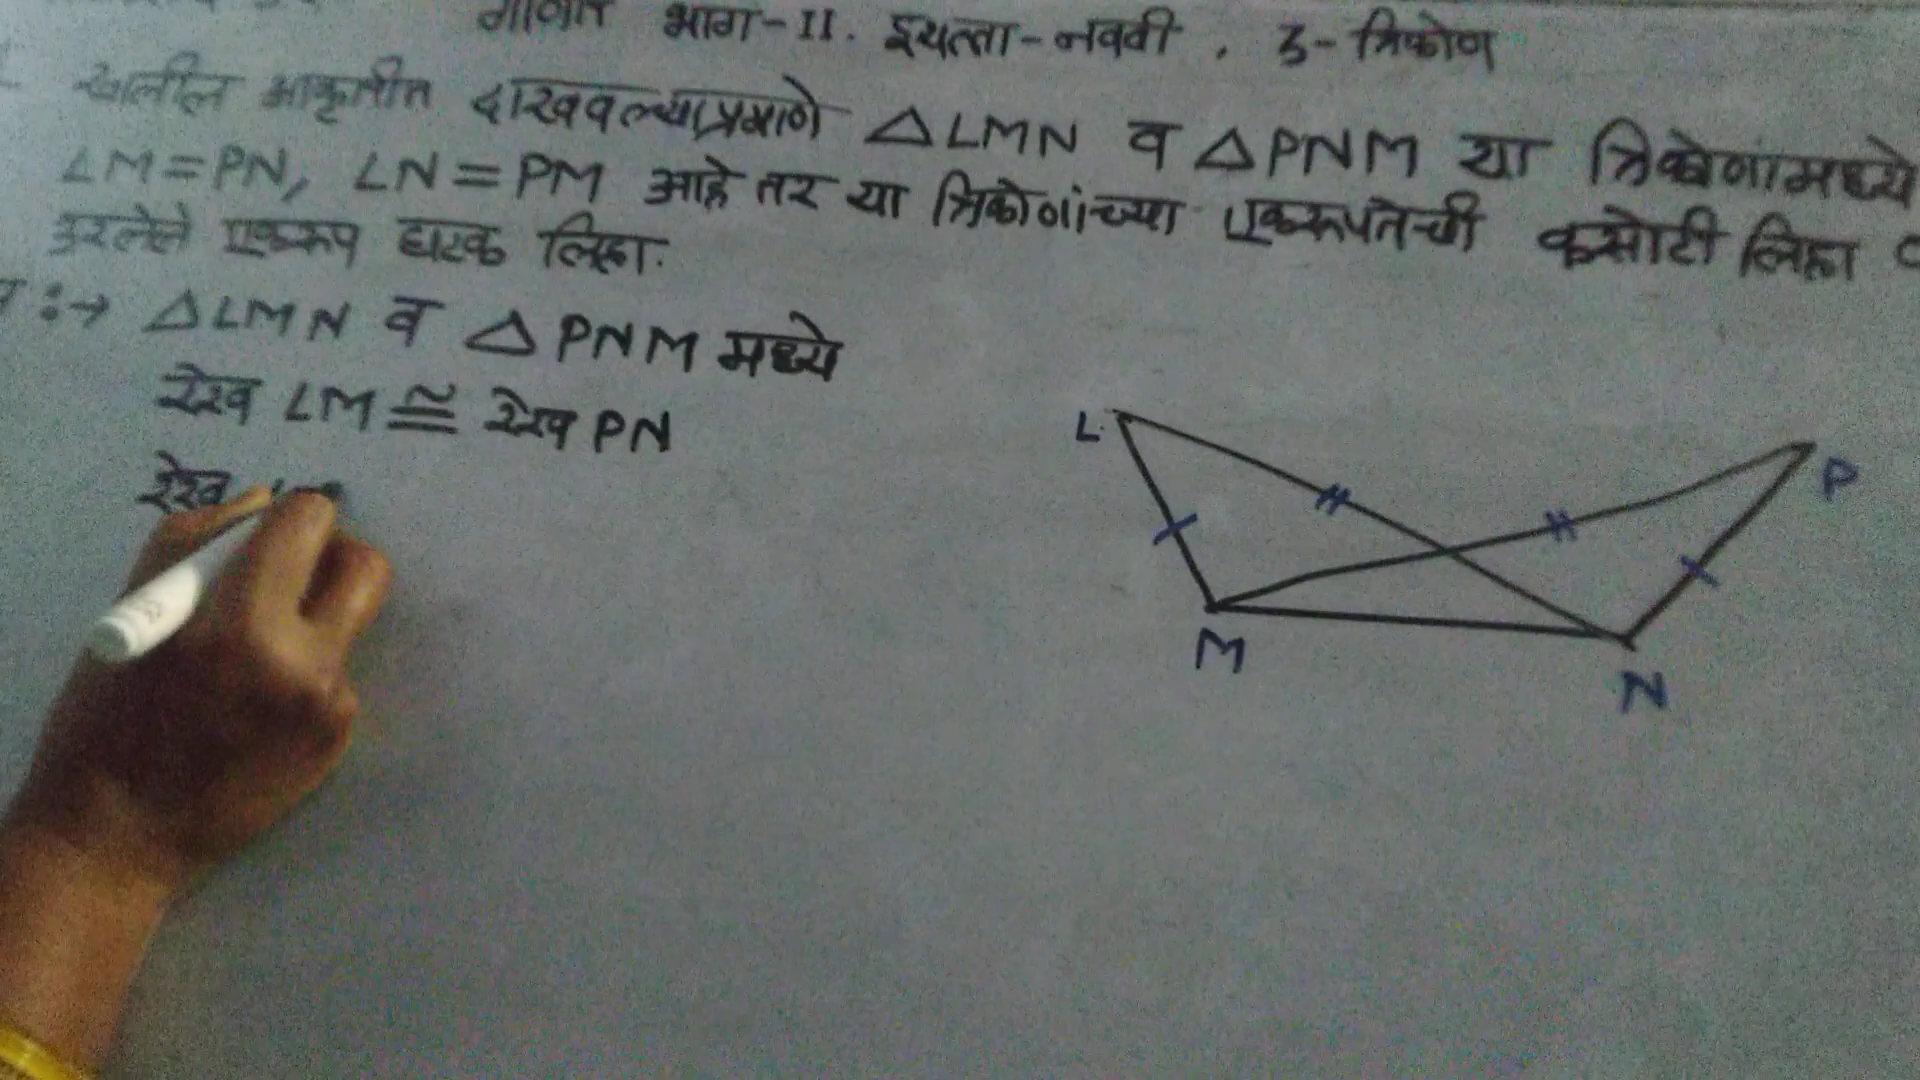 गणित भाग-II. इयत्ता-नववी . 3-त्रिकोण
खालील आकृतीत दाखवल्याप्रमाणे △LMN व △PNM या त्रिकोणांमध्ये
LM=PN, LN=PM आहे तर या त्रिकोणांच्या एकरूपतेची कसोटी लिहा
उरलेले एकरूप घटक लिहा.
:→ △LMN व △PNM मध्ये
रेख LM ≅ रेख PN
रेख
L
P
M
N